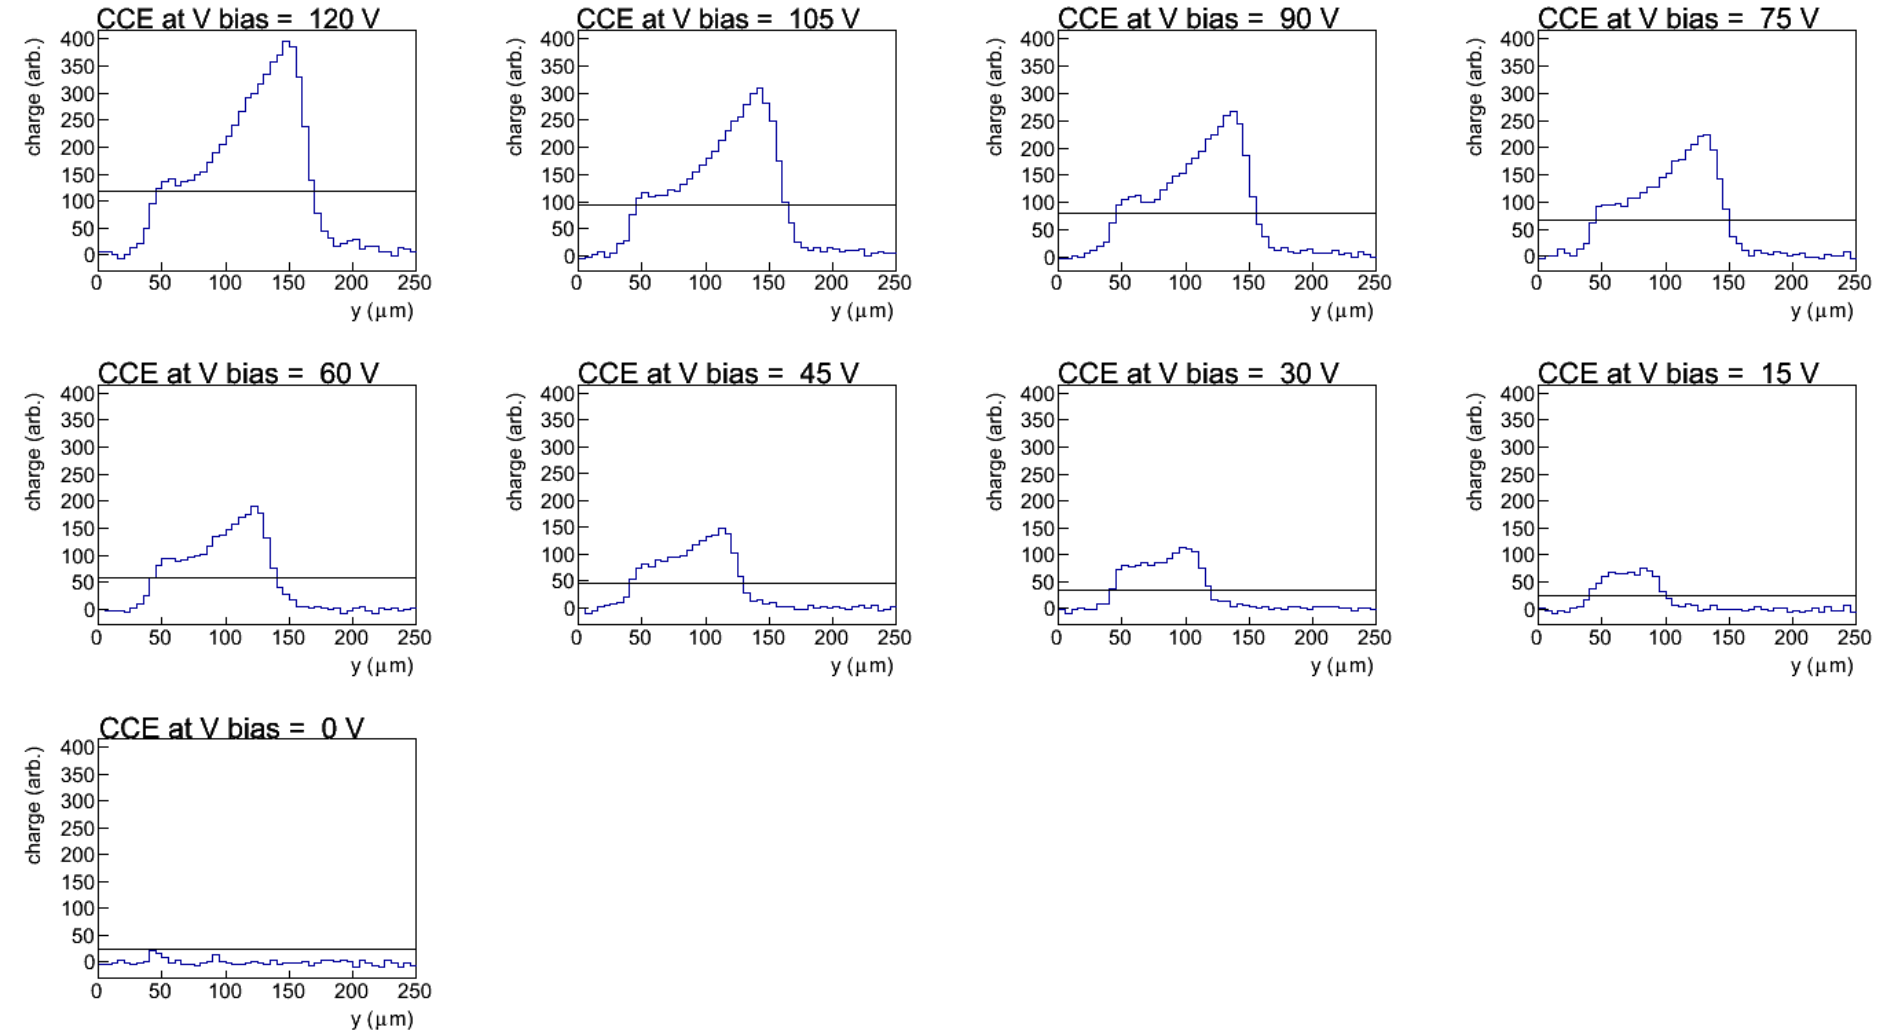 CCE at V bias = 120 V
charge (arb.)
400
350
300
250
200
150
100
50
0
0 50 100 150 200 250
y (μm)
CCE at V bias = 105 V
charge (arb.)
400
350
300
250
200
150
100
50
0
0 50 100 150 200 250
y (μm)
CCE at V bias = 90 V
charge (arb.)
400
350
300
250
200
150
100
50
0
0 50 100 150 200 250
y (μm)
CCE at V bias = 75 V
charge (arb.)
400
350
300
250
200
150
100
50
0
0 50 100 150 200 250
y (μm)
CCE at V bias = 60 V
charge (arb.)
400
350
300
250
200
150
100
50
0
0 50 100 150 200 250
y (μm)
CCE at V bias = 45 V
charge (arb.)
400
350
300
250
200
150
100
50
0
0 50 100 150 200 250
y (μm)
CCE at V bias = 30 V
charge (arb.)
400
350
300
250
200
150
100
50
0
0 50 100 150 200 250
y (μm)
CCE at V bias = 15 V
charge (arb.)
400
350
300
250
200
150
100
50
0
0 50 100 150 200 250
y (μm)
CCE at V bias = 0 V
charge (arb.)
400
350
300
250
200
150
100
50
0
0 50 100 150 200 250
y (μm)